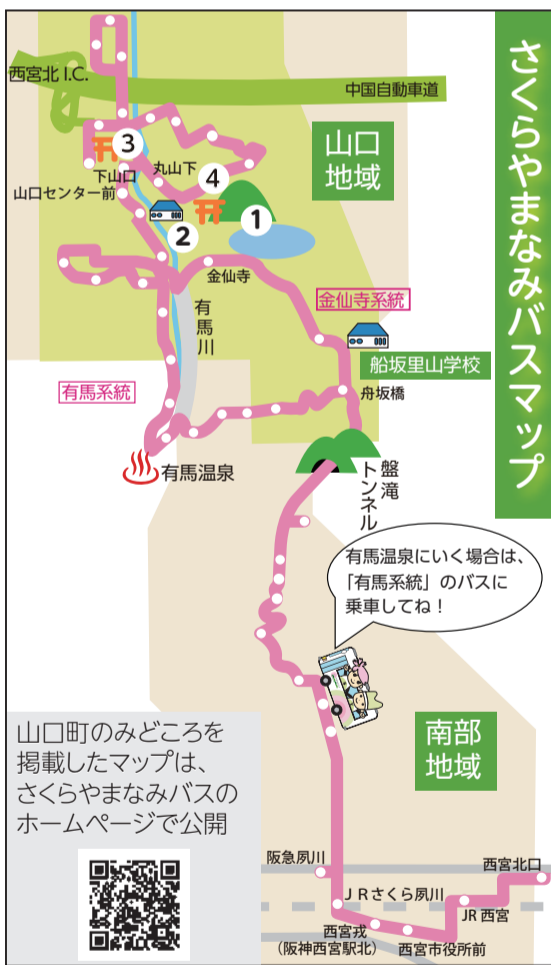 さくらやまなみバスマップ
西宮北 I.C.
中国自動車道
山口
地域
③
下山口
丸山下
④
山口センター前
①
②
金仙寺
金仙寺系統
有馬川
船坂里山学校
有馬系統
舟坂橋
有馬温泉
盤滝
トンネル
有馬温泉にいく場合は、
「有馬系統」のバスに
乗車してね！
山口町のみどころを
掲載したマップは、
さくらやまなみバスの
ホームページで公開
南部
地域
阪急夙川
西宮北口
ＪＲさくら夙川
JR 西宮
西宮戎
(阪神西宮駅北)
西宮市役所前